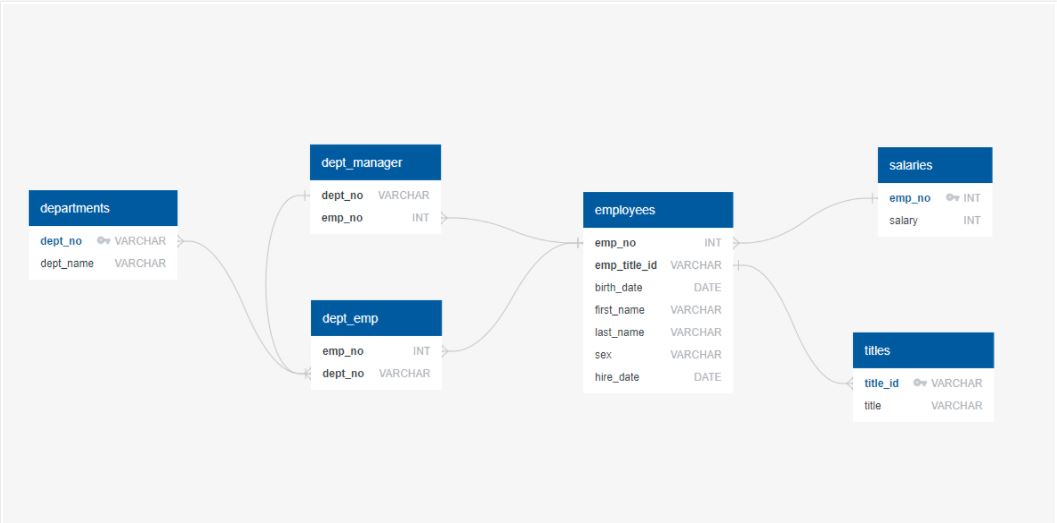 departments
dept_no VARCHAR
dept_name VARCHAR
dept_manager
dept_no VARCHAR
emp_no INT
dept_emp
emp_no INT
dept_no VARCHAR
employees
emp_no INT
emp_title_id VARCHAR
birth_date DATE
first_name VARCHAR
last_name VARCHAR
sex VARCHAR
hire_date DATE
salaries
emp_no INT
salary INT
titles
title_id VARCHAR
title VARCHAR